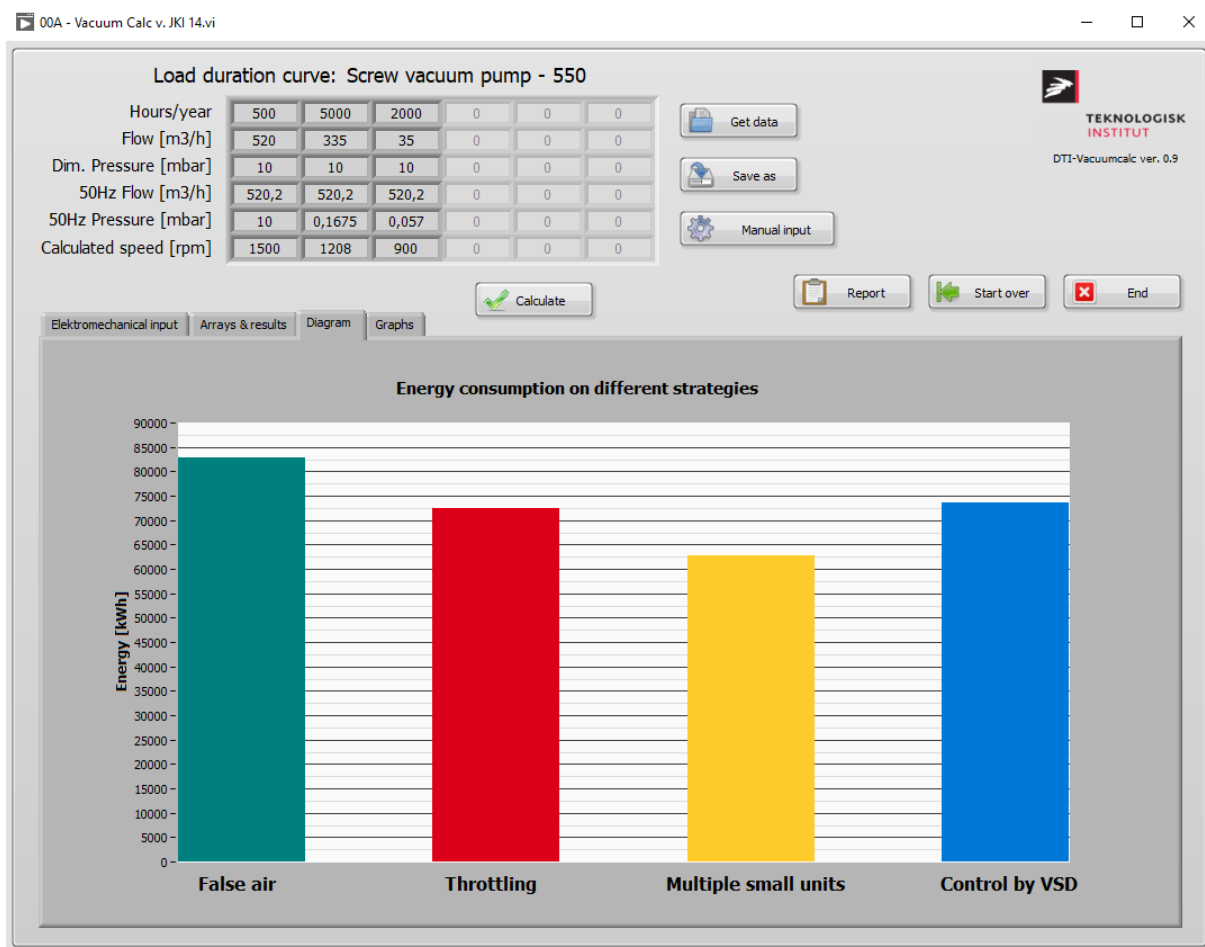 00A - Vacuum Calc v. JKI 14.vi
Load duration curve: Screw vacuum pump - 550
Hours/year 500 5000 2000 0 0 0
Flow [m3/h] 520 335 35 0 0 0
Dim. Pressure [mbar] 10 10 10 0 0 0
50Hz Flow [m3/h] 520,2 520,2 520,2 0 0 0
50Hz Pressure [mbar] 10 0,1675 0,057 0 0 0
Calculated speed [rpm] 1500 1208 900 0 0 0
Get data
Save as
Manual input
TEKNOLOGISK
INSTITUT
DTI-Vacuumcalc ver. 0.9
Calculate
Report Start over End
Elektromechanical input Arrays & results Diagram Graphs
Energy consumption on different strategies
Energy [kWh]
90000
85000
80000
75000
70000
65000
60000
55000
50000
45000
40000
35000
30000
25000
20000
15000
10000
5000
0
False air Throttling Multiple small units Control by VSD